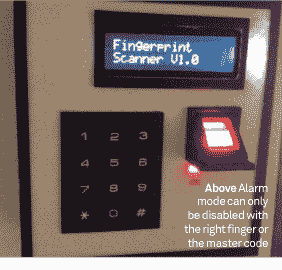 Fingerprint
Scanner V1.0
1 2 3
4 5 6
7 8 9
* 0 #
Above Alarm
mode can only
be disabled with
the right finger or
the master code